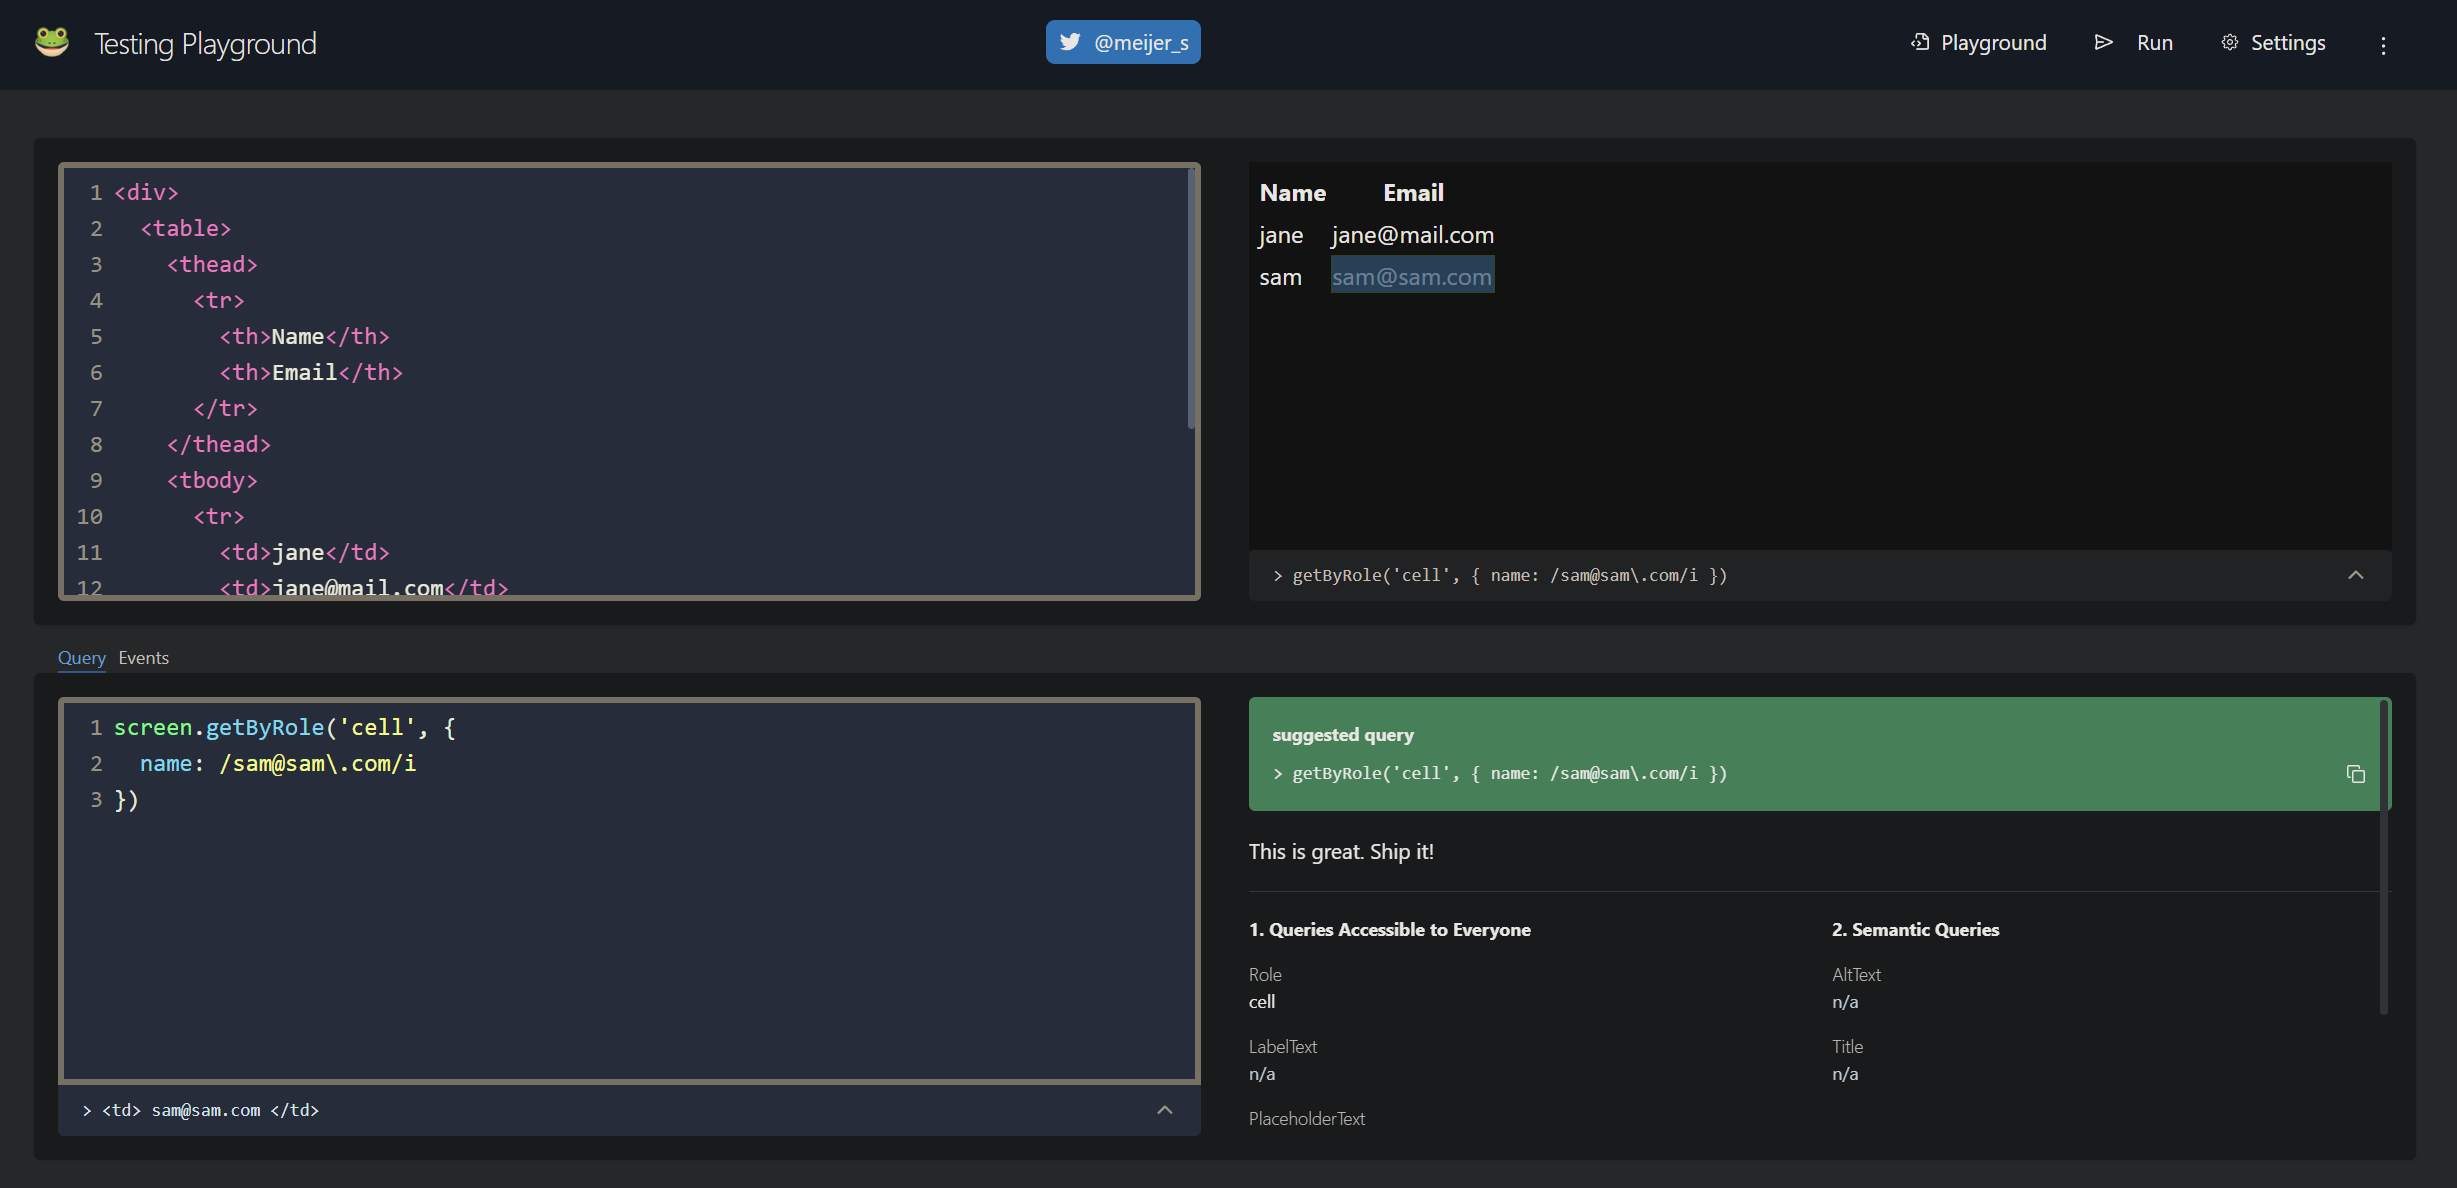 Testing Playground
@meijer_s
Playground
Run
Settings
1 <div>
2 <table>
3 <thead>
4 <tr>
5 <th>Name</th>
6 <th>Email</th>
7 </tr>
8 </thead>
9 <tbody>
10 <tr>
11 <td>jane</td>
12 <td>jane@mail.com</td>
Name Email
jane jane@mail.com
sam sam@sam.com
> getByRole('cell', { name: /sam@sam\.com/i })
Query Events
1 screen.getByRole('cell', {
2 name: /sam@sam\.com/i
3 })
> <td> sam@sam.com </td>
suggested query
> getByRole('cell', { name: /sam@sam\.com/i })
This is great. Ship it!
1. Queries Accessible to Everyone
Role
cell
LabelText
n/a
PlaceholderText
2. Semantic Queries
AltText
n/a
Title
n/a